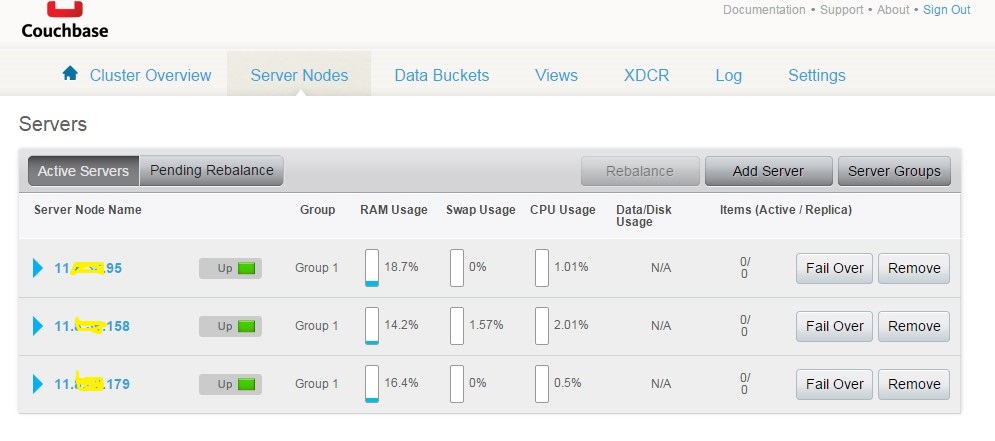 Documentation • Support • About • Sign Out
Couchbase
Cluster Overview Server Nodes Data Buckets Views XDCR Log Settings
Servers
Active Servers Pending Rebalance Rebalance Add Server Server Groups
Server Node Name Group RAM Usage Swap Usage CPU Usage Data/Disk Usage Items (Active / Replica)
11. .95 Up Group 1 18.7% 0% 1.01% N/A 0/ 0 Fail Over Remove
11. .158 Up Group 1 14.2% 1.57% 2.01% N/A 0/ 0 Fail Over Remove
11. .179 Up Group 1 16.4% 0% 0.5% N/A 0/ 0 Fail Over Remove